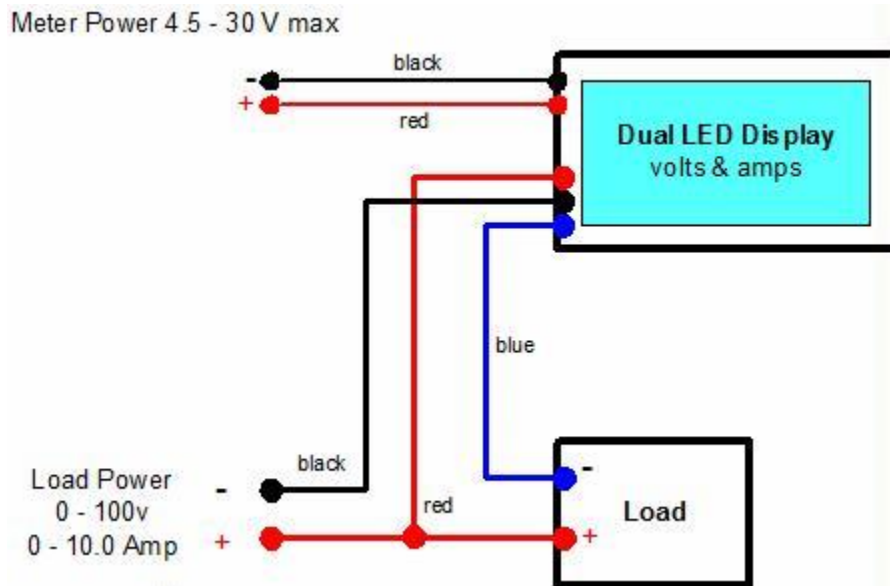 Meter Power 4.5 - 30 V max
black
-
+
red
Dual LED Display
volts & amps
blue
Load Power
0 - 100v
0 - 10.0 Amp
-
+
black
red
-
+
Load